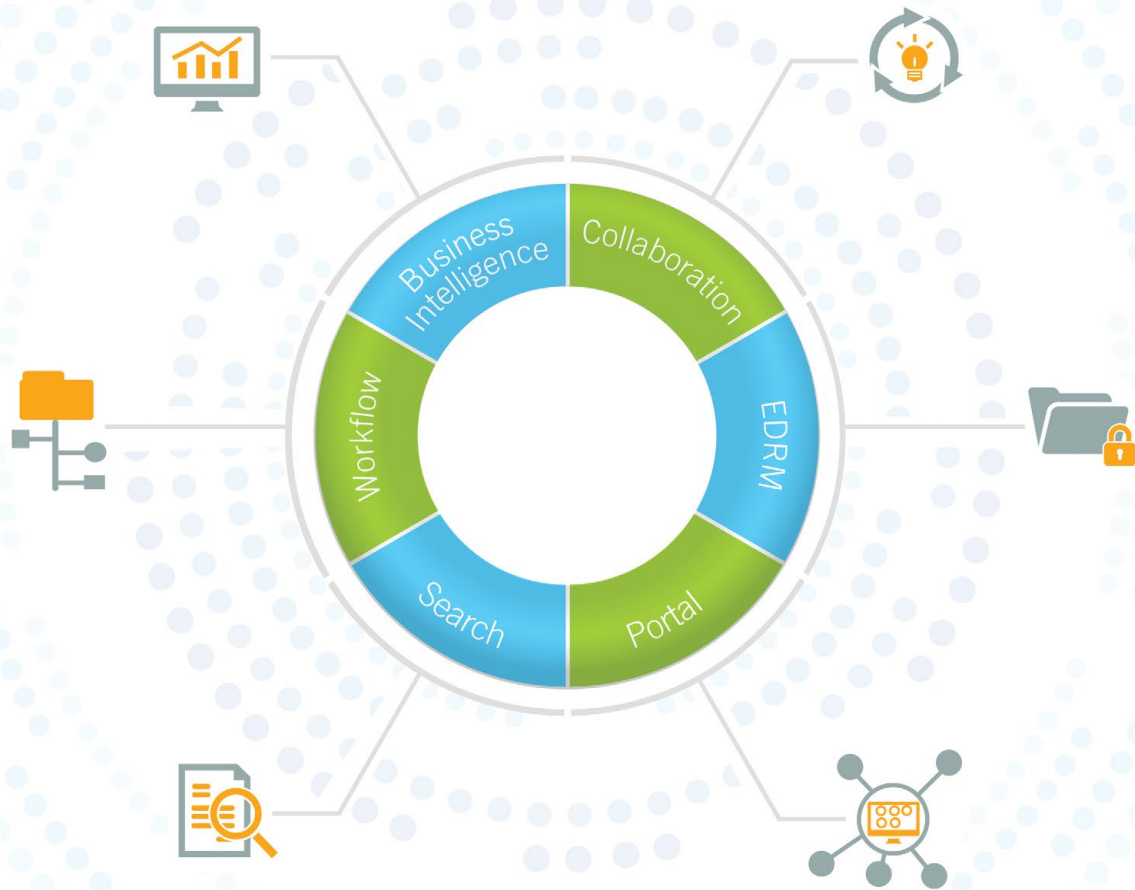 Business
Intelligence
Collaboration
EDRM
Portal
Search
Workflow